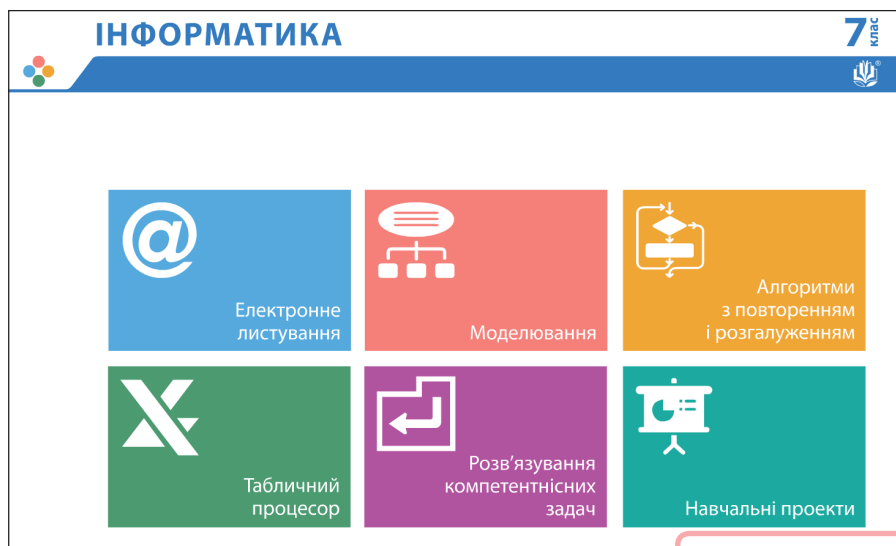 ІНФОРМАТИКА
7 клас
®
@
Електронне
листування
Моделювання
Алгоритми
з повторенням
і розгалуженням
Табличний
процесор
Розв’язування
компетентнісних
задач
Навчальні проекти